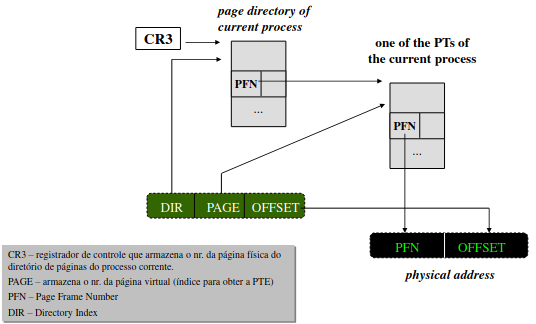 page directory of
current process
CR3
one of the PTs of
the current process
PFN
...
PFN
...
DIR PAGE OFFSET
PFN OFFSET
physical address
CR3 – registrador de controle que armazena o nr. da página física do
diretório de páginas do processo corrente.
PAGE – armazena o nr. da página virtual (índice para obter a PTE)
PFN – Page Frame Number
DIR – Directory Index